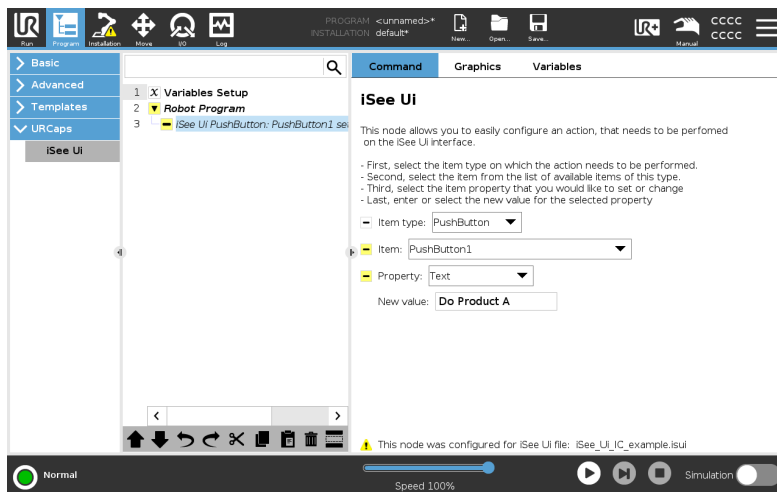 PROGRAM <unnamed>*
INSTALLATION default*
UR
Run
Program
Installation
Move
I/O
Log
New...
Open...
Save...
UR+
Manual
CCCC
CCCC
Basic
Advanced
Templates
URCaps
iSee Ui
1 X Variables Setup
2 Robot Program
3 iSee Ui PushButton: PushButton1 set
Command Graphics Variables
iSee Ui
This node allows you to easily configure an action, that needs to be perfomed
on the iSee Ui interface.
- First, select the item type on which the action needs to be performed.
- Second, select the item from the list of available items of this type.
- Third, select the item property that you would like to set or change
- Last, enter or select the new value for the selected property
Item type: PushButton
Item: PushButton1
Property: Text
New value: Do Product A
This node was configured for iSee Ui file: iSee_Ui_IC_example.isui
Normal
Speed 100%
Simulation